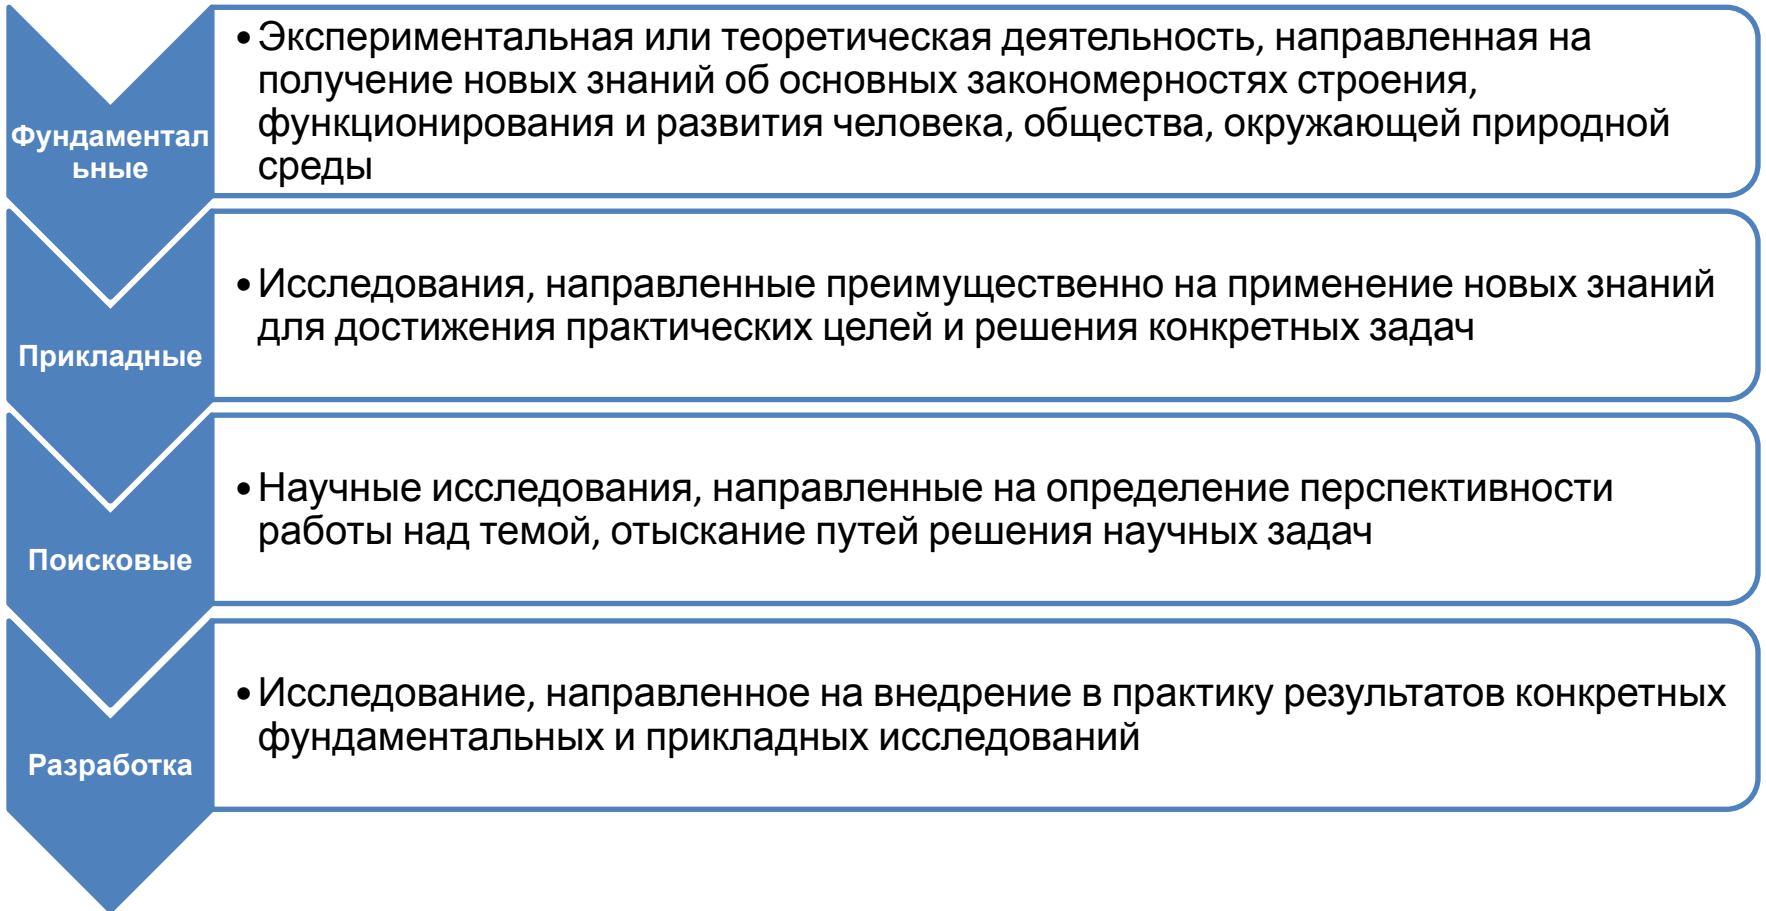 • Экспериментальная или теоретическая деятельность, направленная на
получение новых знаний об основных закономерностях строения,
функционирования и развития человека, общества, окружающей природной
среды
Фундаментал
ьные
• Исследования, направленные преимущественно на применение новых знаний
для достижения практических целей и решения конкретных задач
Прикладные
• Научные исследования, направленные на определение перспективности
работы над темой, отыскание путей решения научных задач
Поисковые
• Исследование, направленное на внедрение в практику результатов конкретных
фундаментальных и прикладных исследований
Разработка